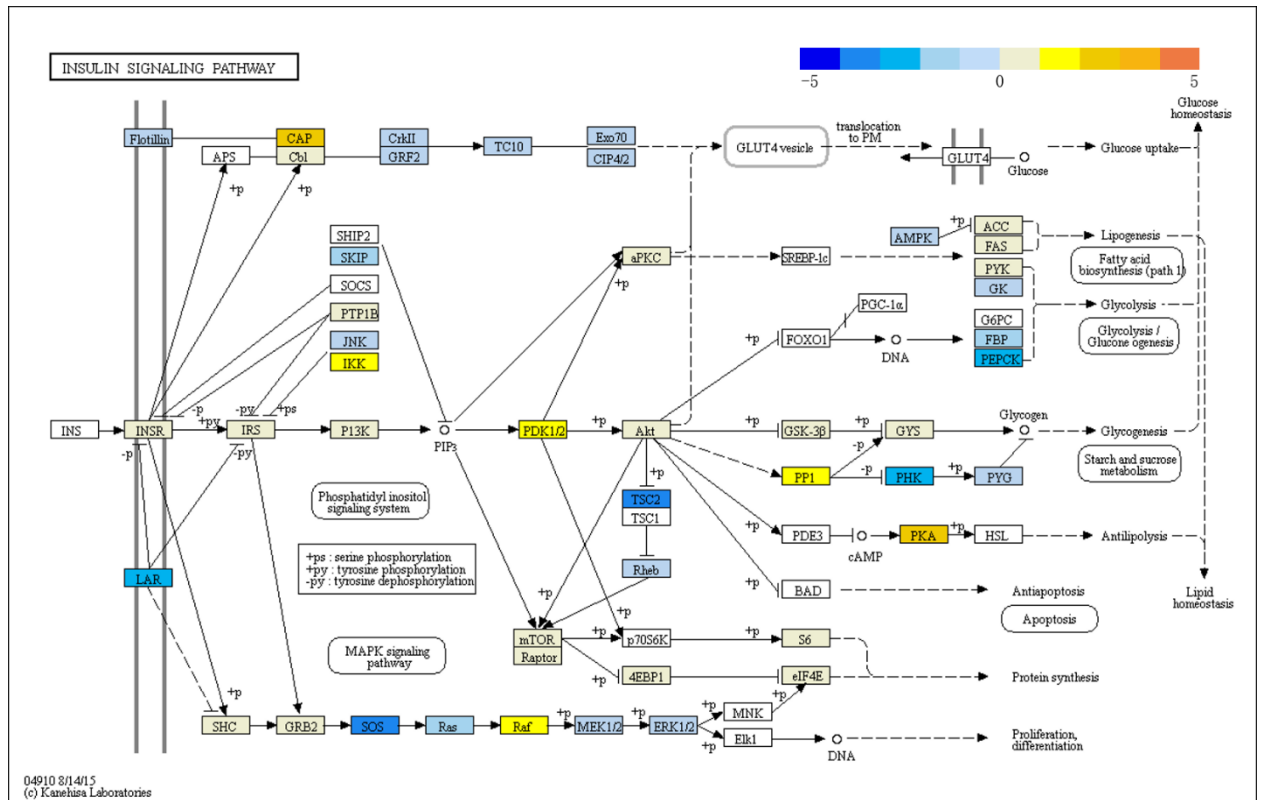 INSULIN SIGNALING PATHWAY
-5 0 5
Glucose
homeostasis
Flotillin
CAP
CrkII
Exo70
translocation
to PM
APS
Cbl
GRF2
TC10
CIP4/2
GLUT4 vesicle
GLUT4
Glucose
Glucose uptake
+p
+p
SHIP2
SKIP
SOCS
PTP1B
JNK
IKK
aPKC
+p
SREBP-1c
AMPK
+p
ACC
FAS
Lipogenesis
Fatty acid
biosynthesis (path 1)
PYK
GK
Glycolysis
PGC-1α
G6PC
FBP
PEPCK
Glycolysis /
Glucone ogenesis
+p
FOXO1
DNA
-p
-py
+ps
+py
INS
INSR
IRS
P13K
PIP3
PDK1/2
+p
Akt
+p
GSK-3β
+p
GYS
Glycogen
Glycogenesis
-p
-py
-p
Starch and sucrose
metabolism
PP1
-p
PHK
+p
PYG
Phosphatidyl inositol
signaling system
+p
TSC2
TSC1
+p
PDE3
cAMP
PKA
+p
HSL
Antilipolysis
+ps : serine phosphorylation
+py : tyrosine phosphorylation
-py : tyrosine dephosphorylation
LAR
Rheb
+p
BAD
Antiapoptosis
Apoptosis
Lipid
homeostasis
+p
+p
mTOR
Raptor
+p
p70S6K
+p
S6
MAPK signaling
pathway
+p
4EBP1
eIF4E
Protein synthesis
+p
SHC
GRB2
SOS
Ras
Raf
+p
MEK1/2
+p
ERK1/2
+p
MNK
+p
+p
Elk1
DNA
Proliferation,
differentiation
04910 8/14/15
(c) Kanehisa Laboratories